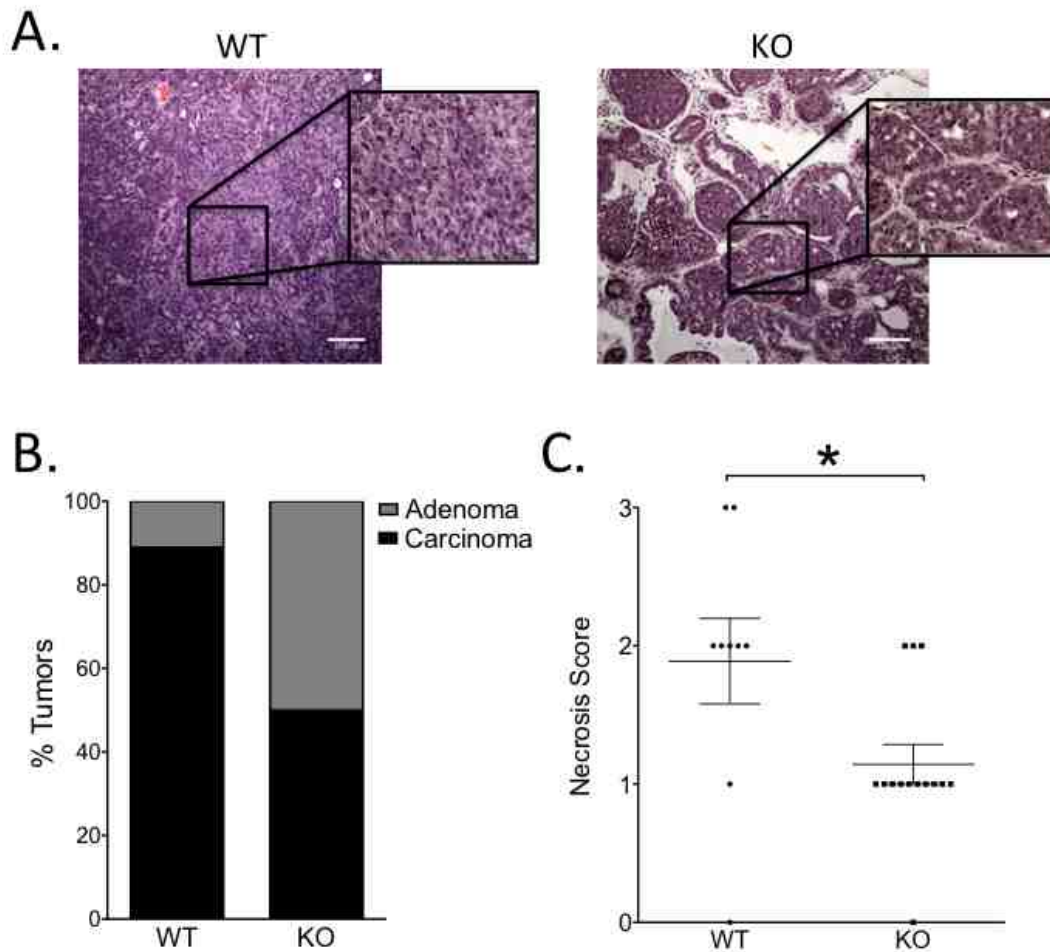 A.
WT
KO
B.
100
80
60
40
20
0
% Tumors
WT
KO
Adenoma
Carcinoma
C.
*
3
2
1
0
Necrosis Score
WT
KO